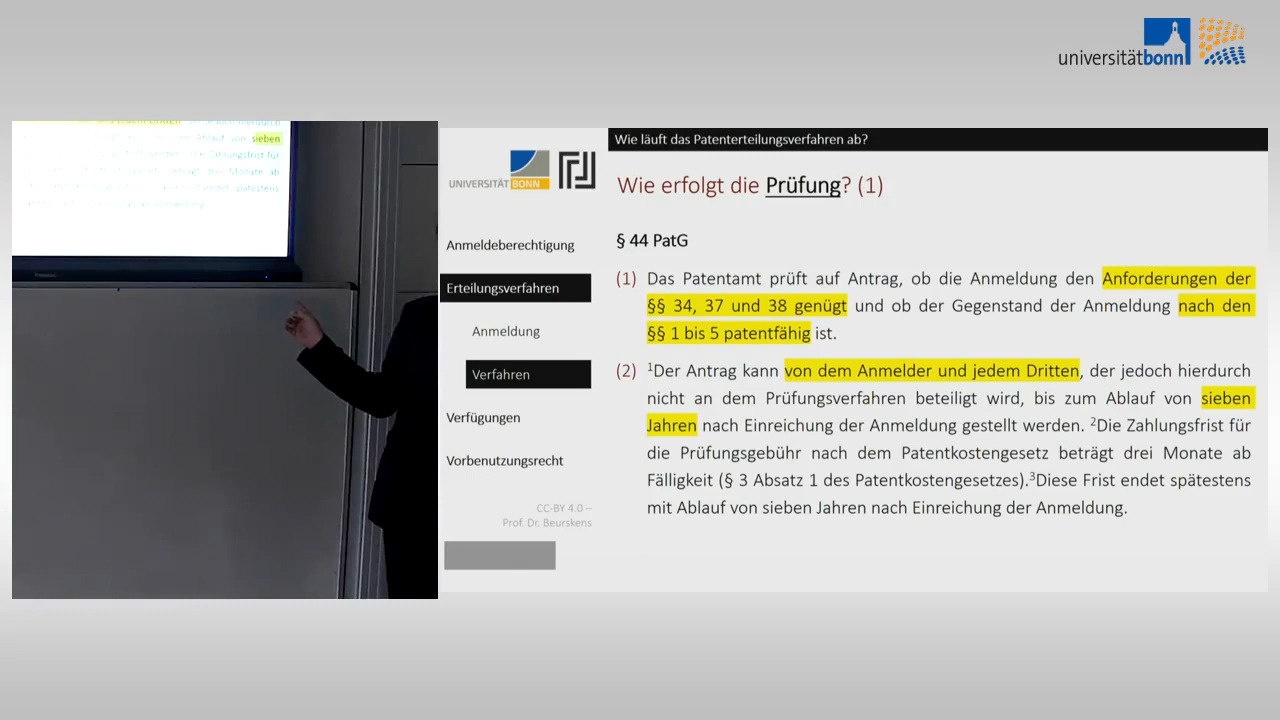 universitätbonn
sieben
UNIVERSITÄT BONN
Wie läuft das Patenterteilungsverfahren ab?
Wie erfolgt die Prüfung? (1)
Anmeldeberechtigung
Erteilungsverfahren
Anmeldung
Verfahren
Verfügungen
Vorbenutzungsrecht
CC-BY 4.0 –
Prof. Dr. Beurskens
§ 44 PatG
(1) Das Patentamt prüft auf Antrag, ob die Anmeldung den Anforderungen der
§§ 34, 37 und 38 genügt und ob der Gegenstand der Anmeldung nach den
§§ 1 bis 5 patentfähig ist.
(2) ¹Der Antrag kann von dem Anmelder und jedem Dritten, der jedoch hierdurch
nicht an dem Prüfungsverfahren beteiligt wird, bis zum Ablauf von sieben
Jahren nach Einreichung der Anmeldung gestellt werden. ²Die Zahlungsfrist für
die Prüfungsgebühr nach dem Patentkostengesetz beträgt drei Monate ab
Fälligkeit (§ 3 Absatz 1 des Patentkostengesetzes).³Diese Frist endet spätestens
mit Ablauf von sieben Jahren nach Einreichung der Anmeldung.